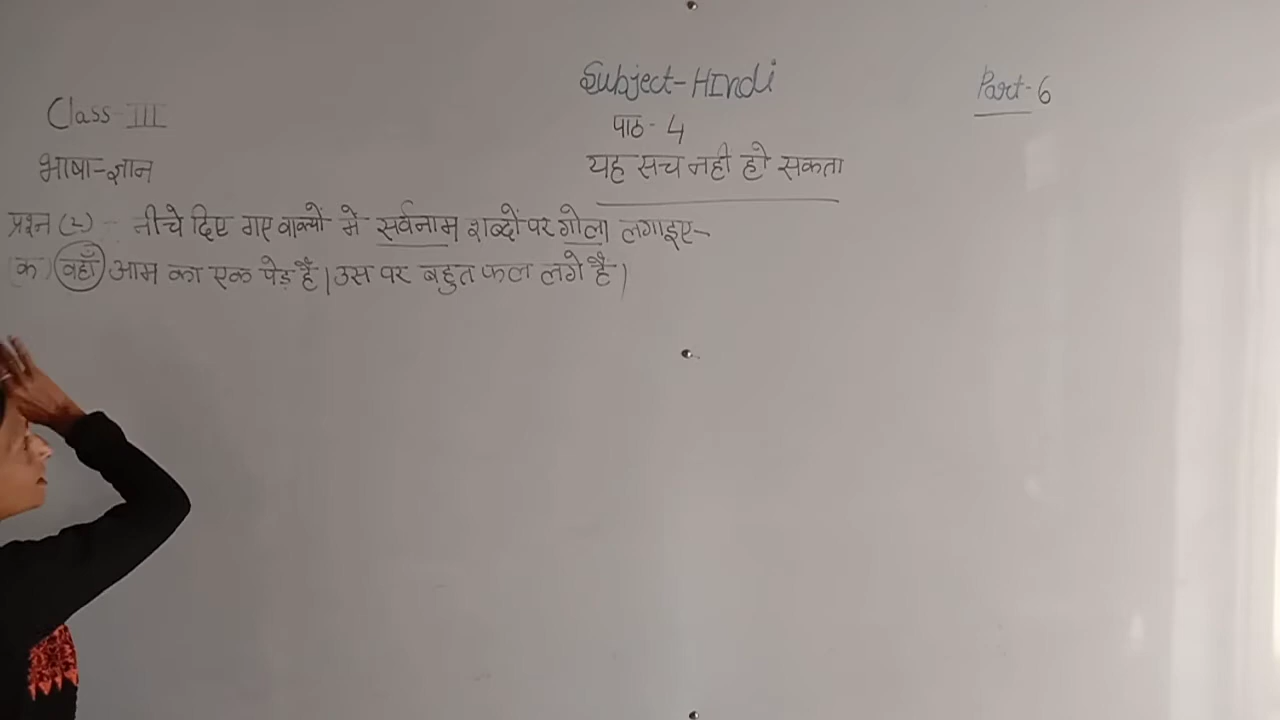 Subject-HIndi
Part-6
Class-III
पाठ-4
भाषा-ज्ञान
यह सच नही हो सकता
प्रश्न (2)- नीचे दिए गए वाक्यों मे सर्वनाम शब्दों पर गोला लगाइए-
(क) वहाँ आम का एक पेड़ है। उस पर बहुत फल लगे है।